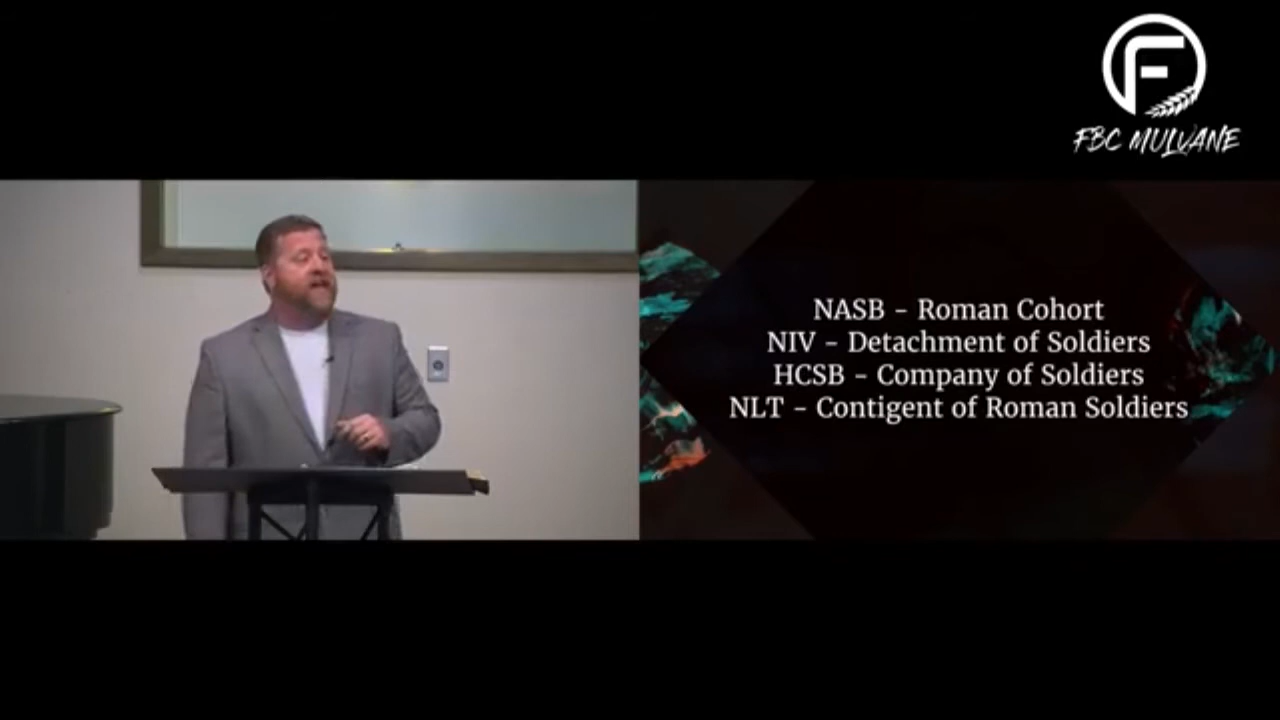 F
FBC MULVANE
NASB - Roman Cohort
NIV - Detachment of Soldiers
HCSB - Company of Soldiers
NLT - Contigent of Roman Soldiers